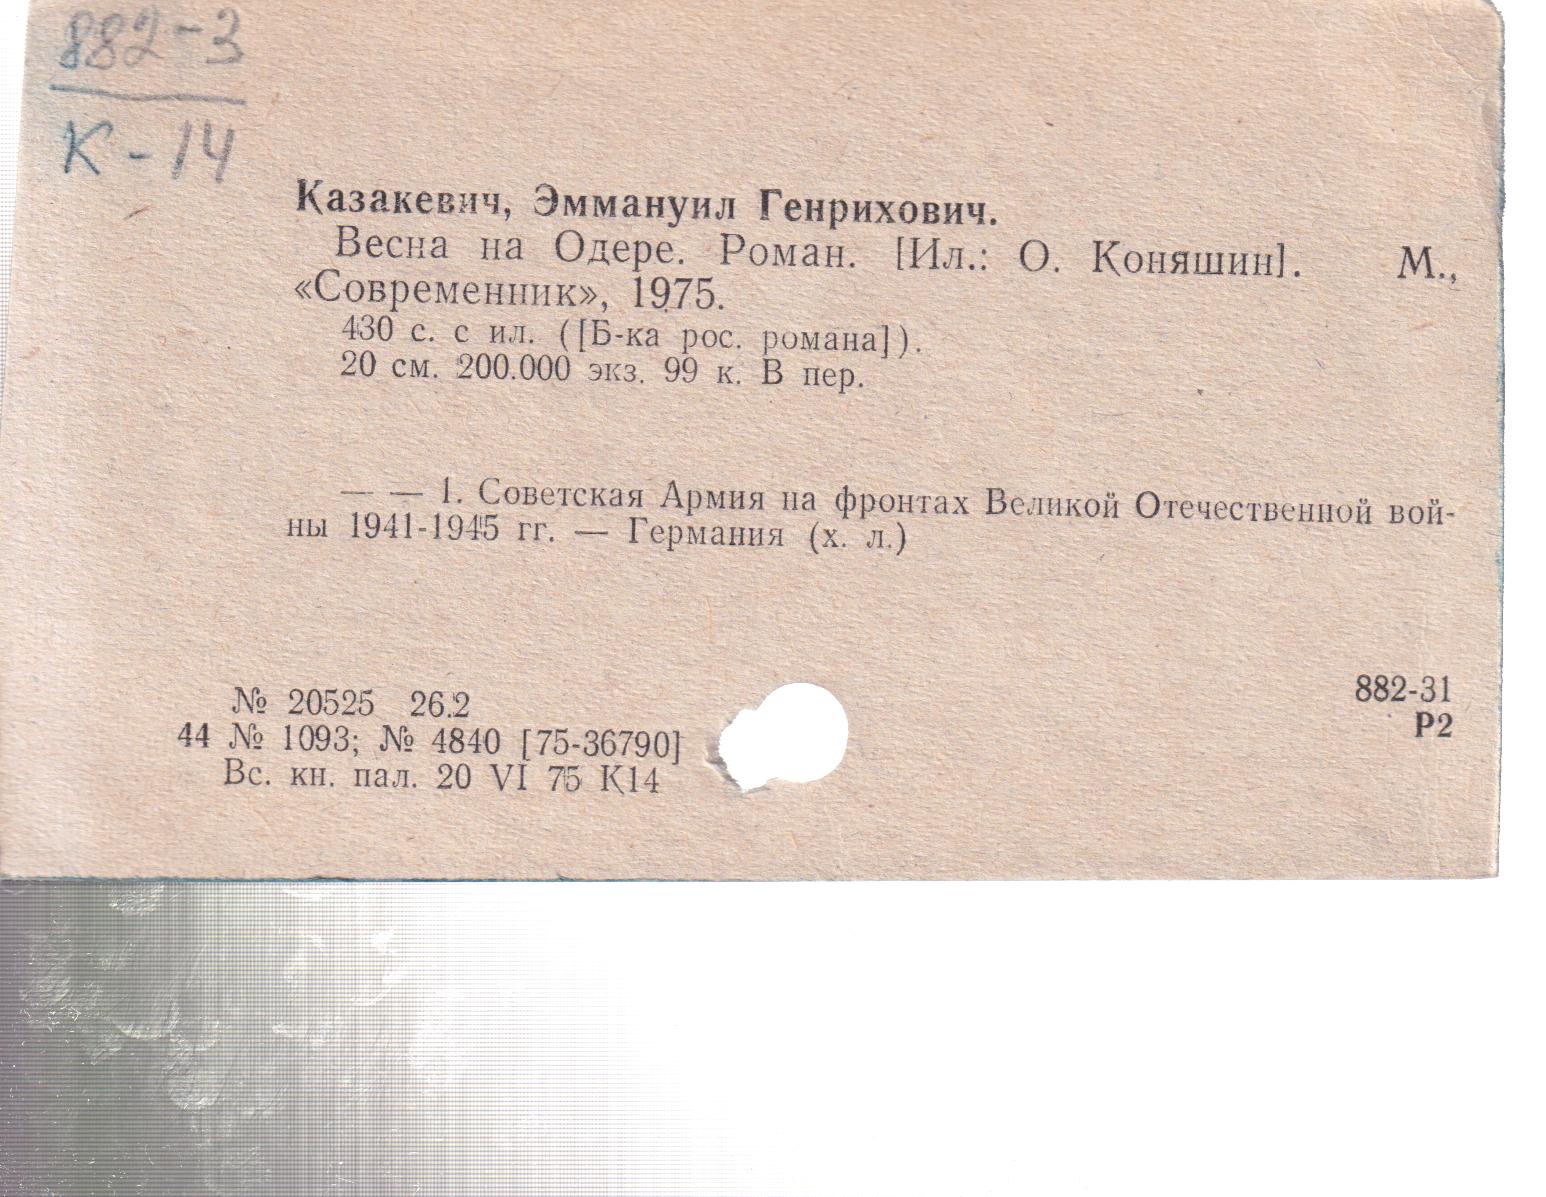 882-3
К-14
Казакевич, Эммануил Генрихович.
Весна на Одере. Роман. [Ил.: О. Коняшин]. М.,
«Современник», 1975.
430 с. с ил. ([Б-ка рос. романа]).
20 см. 200.000 экз. 99 к. В пер.
— — 1. Советская Армия на фронтах Великой Отечественной вой-
ны 1941-1945 гг. — Германия (х. л.)
882-31
Р2
№ 20525 26.2
44 № 1093; № 4840 [75-36790]
Вс. кн. пал. 20 VI 75 К14